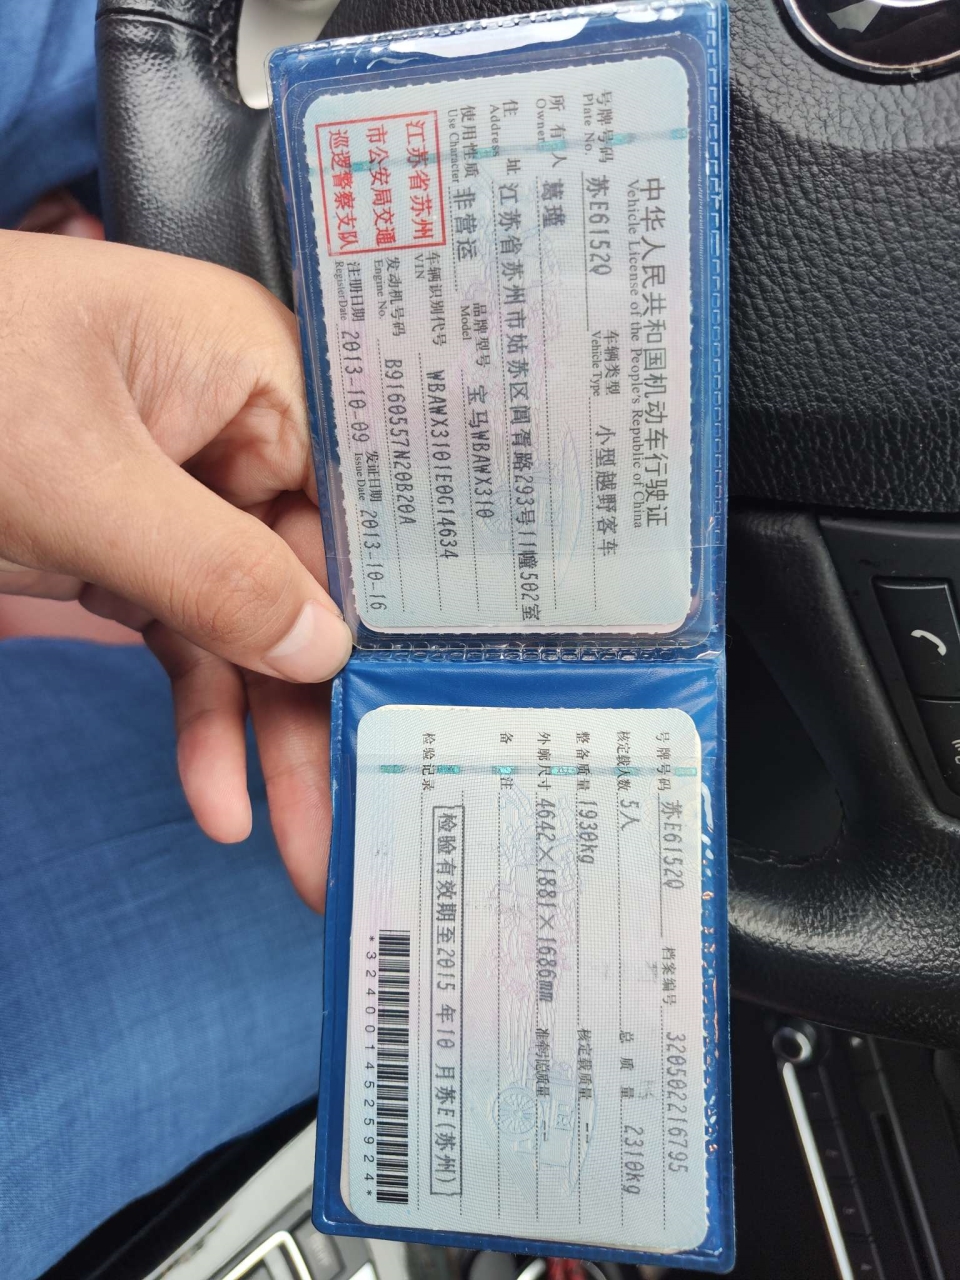 中华人民共和国机动车行驶证
Vehicle License of the People's Republic of China
号牌号码 苏E6152Q 车辆类型 小型越野客车
Plate No. Vehicle Type
所有人 葛瑾
Owner
住址 江苏省苏州市姑苏区阊胥路293号11幢502室
Address
使用性质 非营运 品牌型号 宝马WBAWX310
Use Character Model
江苏省苏州
市公安局交通
巡逻警察支队
车辆识别代号 WBAWX3101E0G14634
VIN
发动机号码 B9160557N20B20A
Engine No.
注册日期 2013-10-09 发证日期 2013-10-16
Register Date Issue Date
号牌号码 苏E6152Q 档案编号 320502216795
核定载人数 5人 总质量 2310kg
整备质量 1930kg 核定载质量 --
外廓尺寸 4642×1881×1686mm 准牵引总质量 --
备注
检验记录 检验有效期至2015年10月苏E(苏州)
*3240014525924*